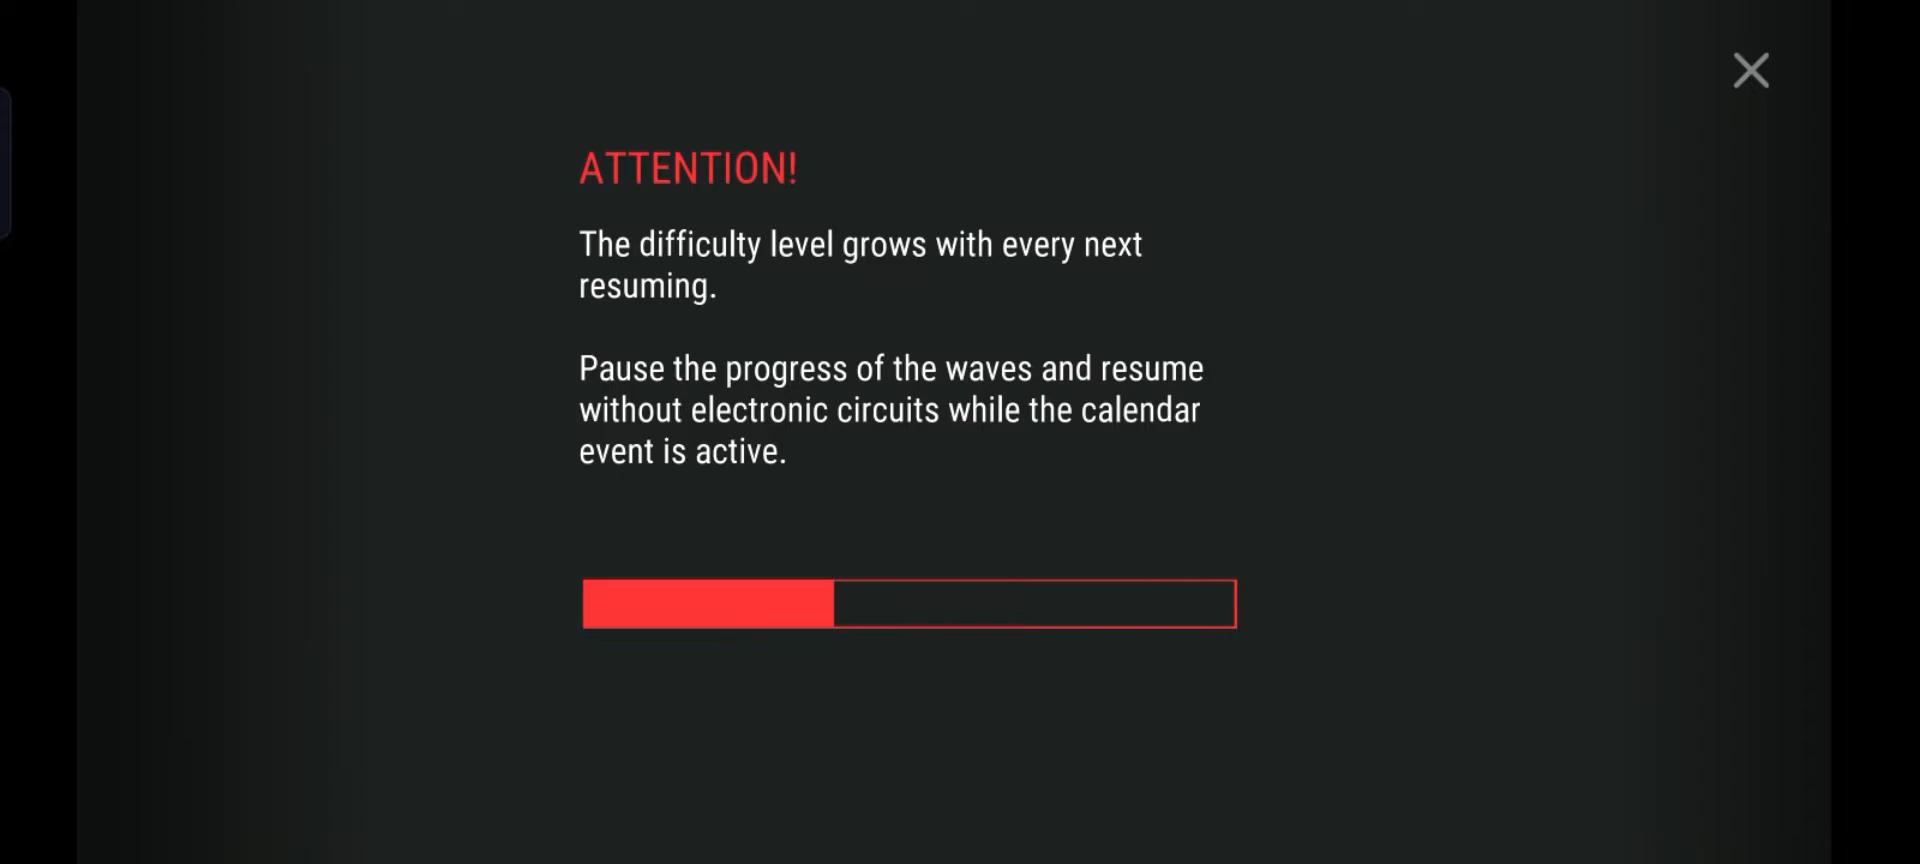 ATTENTION!
The difficulty level grows with every next
resuming.
Pause the progress of the waves and resume
without electronic circuits while the calendar
event is active.